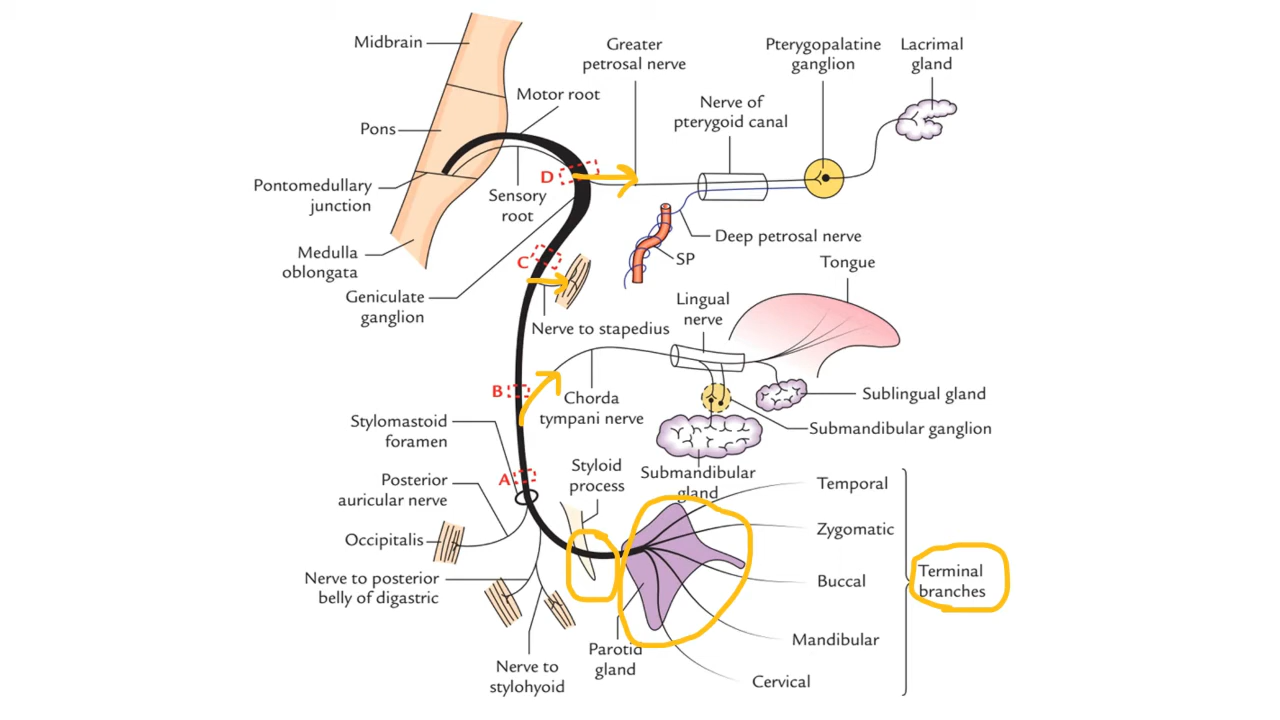 Midbrain
Greater
petrosal nerve
Pterygopalatine
ganglion
Lacrimal
gland
Motor root
Nerve of
pterygoid canal
Pons
D
Pontomedullary
junction
Sensory
root
Deep petrosal nerve
Medulla
oblongata
C
SP
Tongue
Geniculate
ganglion
Lingual
nerve
Nerve to stapedius
B
Chorda
tympani nerve
Sublingual gland
Stylomastoid
foramen
Submandibular ganglion
A
Styloid
process
Submandibular
gland
Posterior
auricular nerve
Temporal
Occipitalis
Zygomatic
Nerve to posterior
belly of digastric
Buccal
Terminal
branches
Parotid
gland
Mandibular
Nerve to
stylohyoid
Cervical